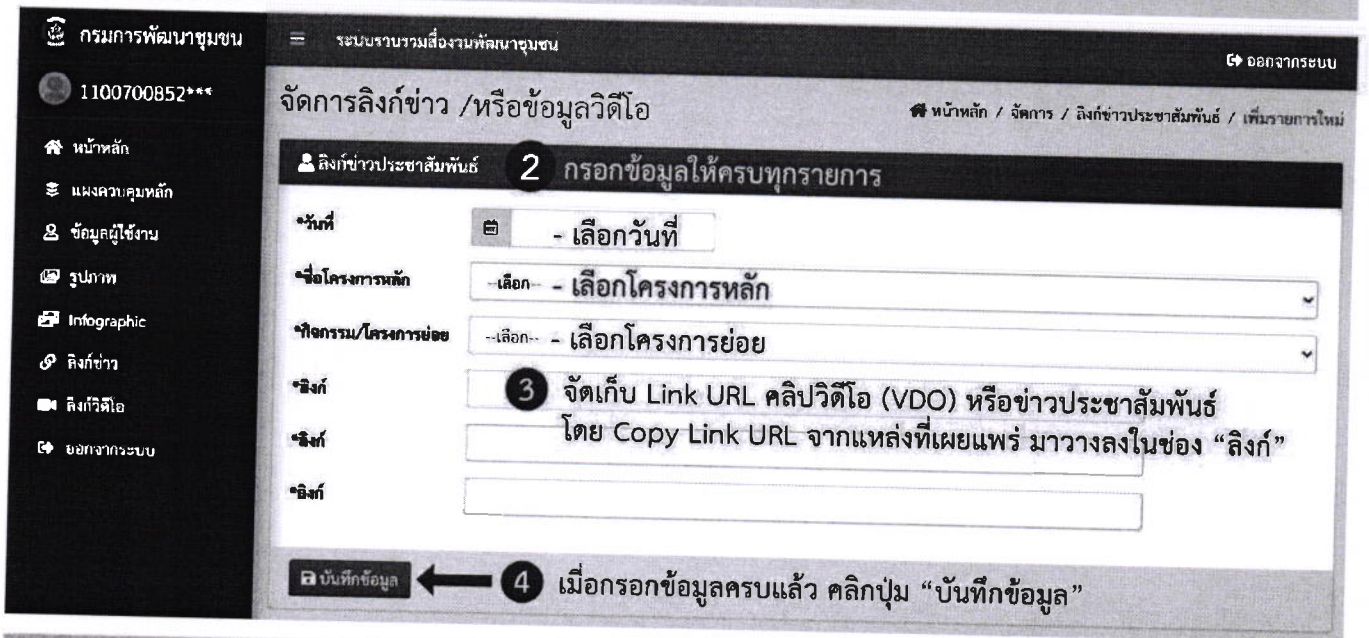 กรมการพัฒนาชุมชน
ระบบรายรวมสื่องานพัฒนาชุมชน
ออกจากระบบ
1100700852***
จัดการลิงก์ข่าว /หรือข้อมูลวิดีโอ
หน้าหลัก / จัดการ / ลิงก์ข่าวประชาสัมพันธ์ / เพิ่มรายการใหม่
หน้าหลัก
แผงควบคุมหลัก
ข้อมูลผู้ใช้งาน
รูปภาพ
Infographic
ลิงก์ข่าว
ลิงก์วิดีโอ
ออกจากระบบ
ลิงก์ข่าวประชาสัมพันธ์ 2 กรอกข้อมูลให้ครบทุกรายการ
*วันที่ - เลือกวันที่
*ชื่อโครงการหลัก --เลือก-- - เลือกโครงการหลัก
*กิจกรรม/โครงการย่อย --เลือก-- - เลือกโครงการย่อย
*ลิงก์ 3 จัดเก็บ Link URL คลิปวิดีโอ (VDO) หรือข่าวประชาสัมพันธ์
โดย Copy Link URL จากแหล่งที่เผยแพร่ มาวางลงในช่อง “ลิงก์”
*ลิงก์
*ลิงก์
บันทึกข้อมูล 4 เมื่อกรอกข้อมูลครบแล้ว คลิกปุ่ม “บันทึกข้อมูล”